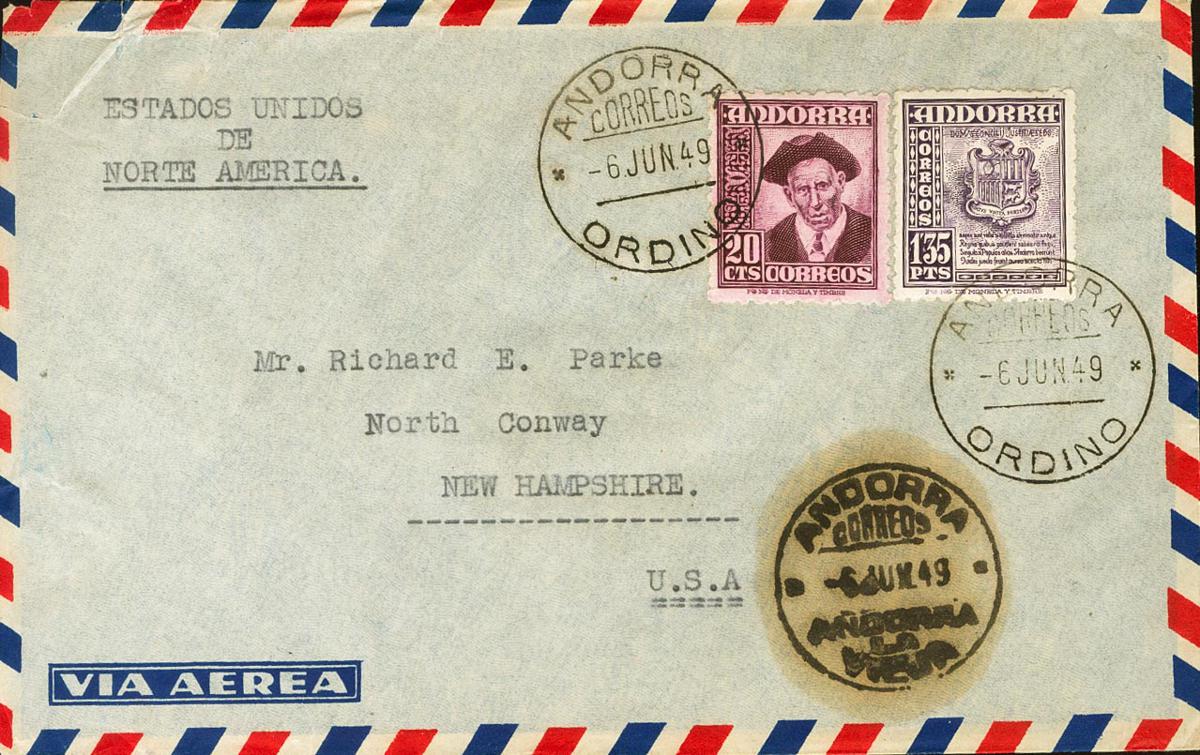 ESTADOS UNIDOS
DE
NORTE AMERICA.
ANDORRA
CORREOS
-6.JUN.49
ORDINO
ANDORRA
20
CTS CORREOS
ANDORRA
CORREOS
1'35
PTS
ANDORRA
CORREOS
-6.JUN.49
ORDINO
Mr. Richard E. Parke
North Conway
NEW HAMPSHIRE.
U.S.A
ANDORRA
CORREOS
-6.JUN.49
ANDORRA
LA
VIEJA
VIA AEREA